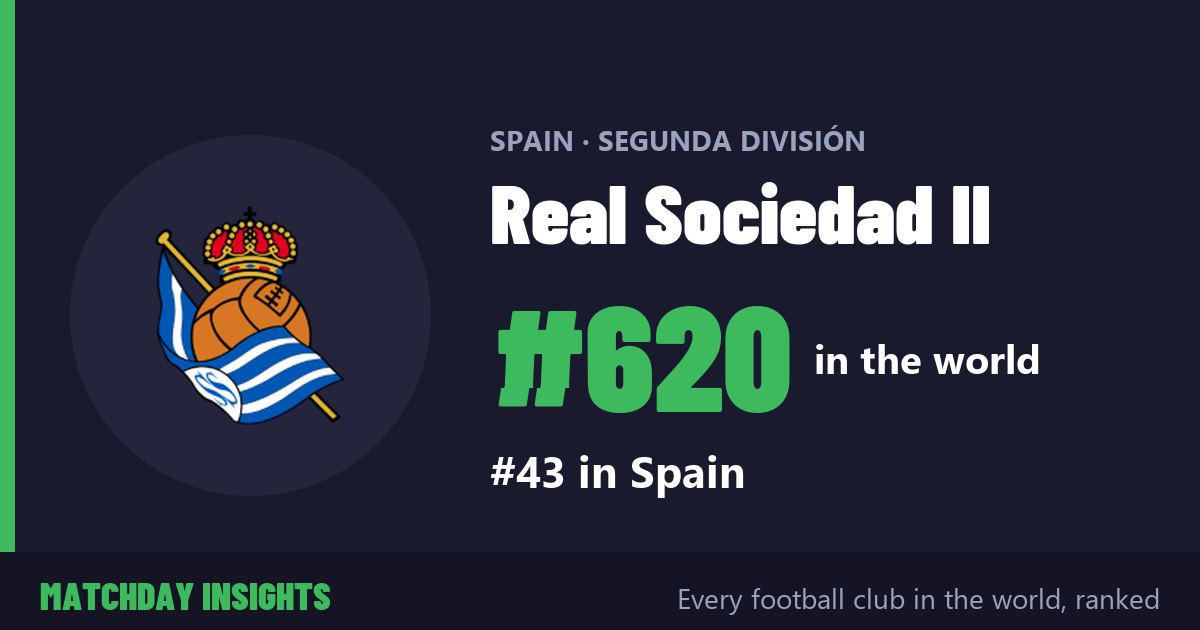 SPAIN · SEGUNDA DIVISIÓN
Real Sociedad II
#620 in the world
#43 in Spain
MATCHDAY INSIGHTS
Every football club in the world, ranked